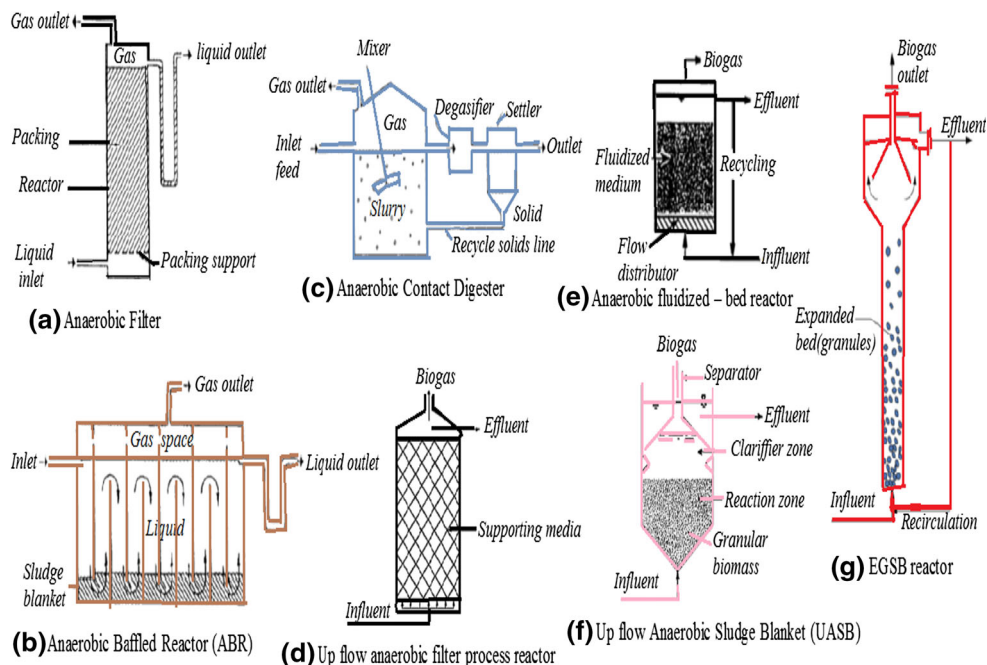 Gas outlet
Gas
liquid outlet
Packing
Reactor
Liquid
inlet
Packing support
(a) Anaerobic Filter
Mixer
Gas outlet
Degasifier
Settler
Gas
Inlet
feed
Outlet
Slurry
Solid
Recycle solids line
(c) Anaerobic Contact Digester
Biogas
Effluent
Fluidized
medium
Recycling
Flow
distributor
Influent
(e) Anaerobic fluidized – bed reactor
Biogas
outlet
Effluent
Expanded
bed(granules)
Influent
Recirculation
(g) EGSB reactor
Gas outlet
Gas space
Inlet
Liquid outlet
Liquid
Sludge
blanket
(b) Anaerobic Baffled Reactor (ABR)
Biogas
Effluent
Supporting media
Influent
(d) Up flow anaerobic filter process reactor
Biogas
Separator
Effluent
Clariffier zone
Reaction zone
Granular
biomass
Influent
(f) Up flow Anaerobic Sludge Blanket (UASB)